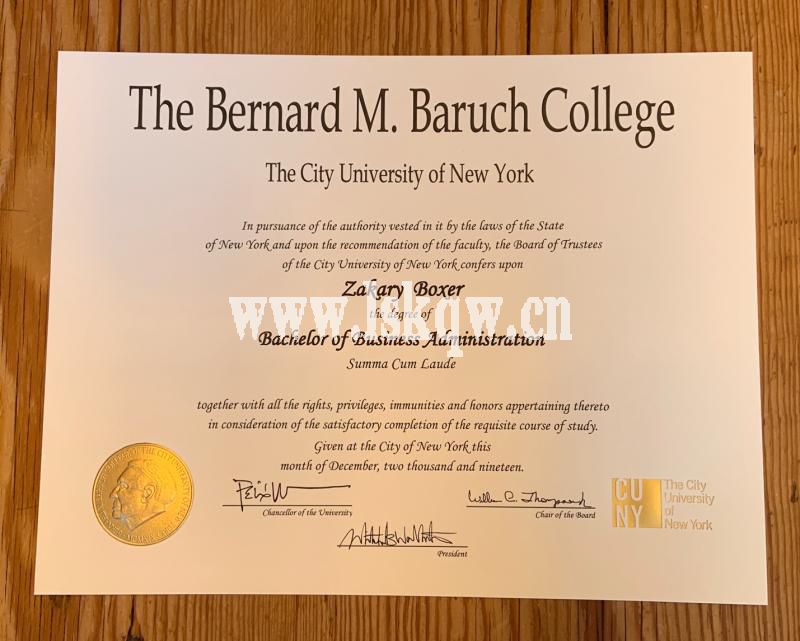 The Bernard M. Baruch College
The City University of New York
In pursuance of the authority vested in it by the laws of the State
of New York and upon the recommendation of the faculty, the Board of Trustees
of the City University of New York confers upon
Zakary Boxer
the degree of
www.lskqw.cn
Bachelor of Business Administration
Summa Cum Laude
together with all the rights, privileges, immunities and honors appertaining thereto
in consideration of the satisfactory completion of the requisite course of study.
Given at the City of New York this
month of December, two thousand and nineteen.
Chancellor of the University
William C. Thompson
Chair of the Board
President
CU
NY
The City
University
of
New York